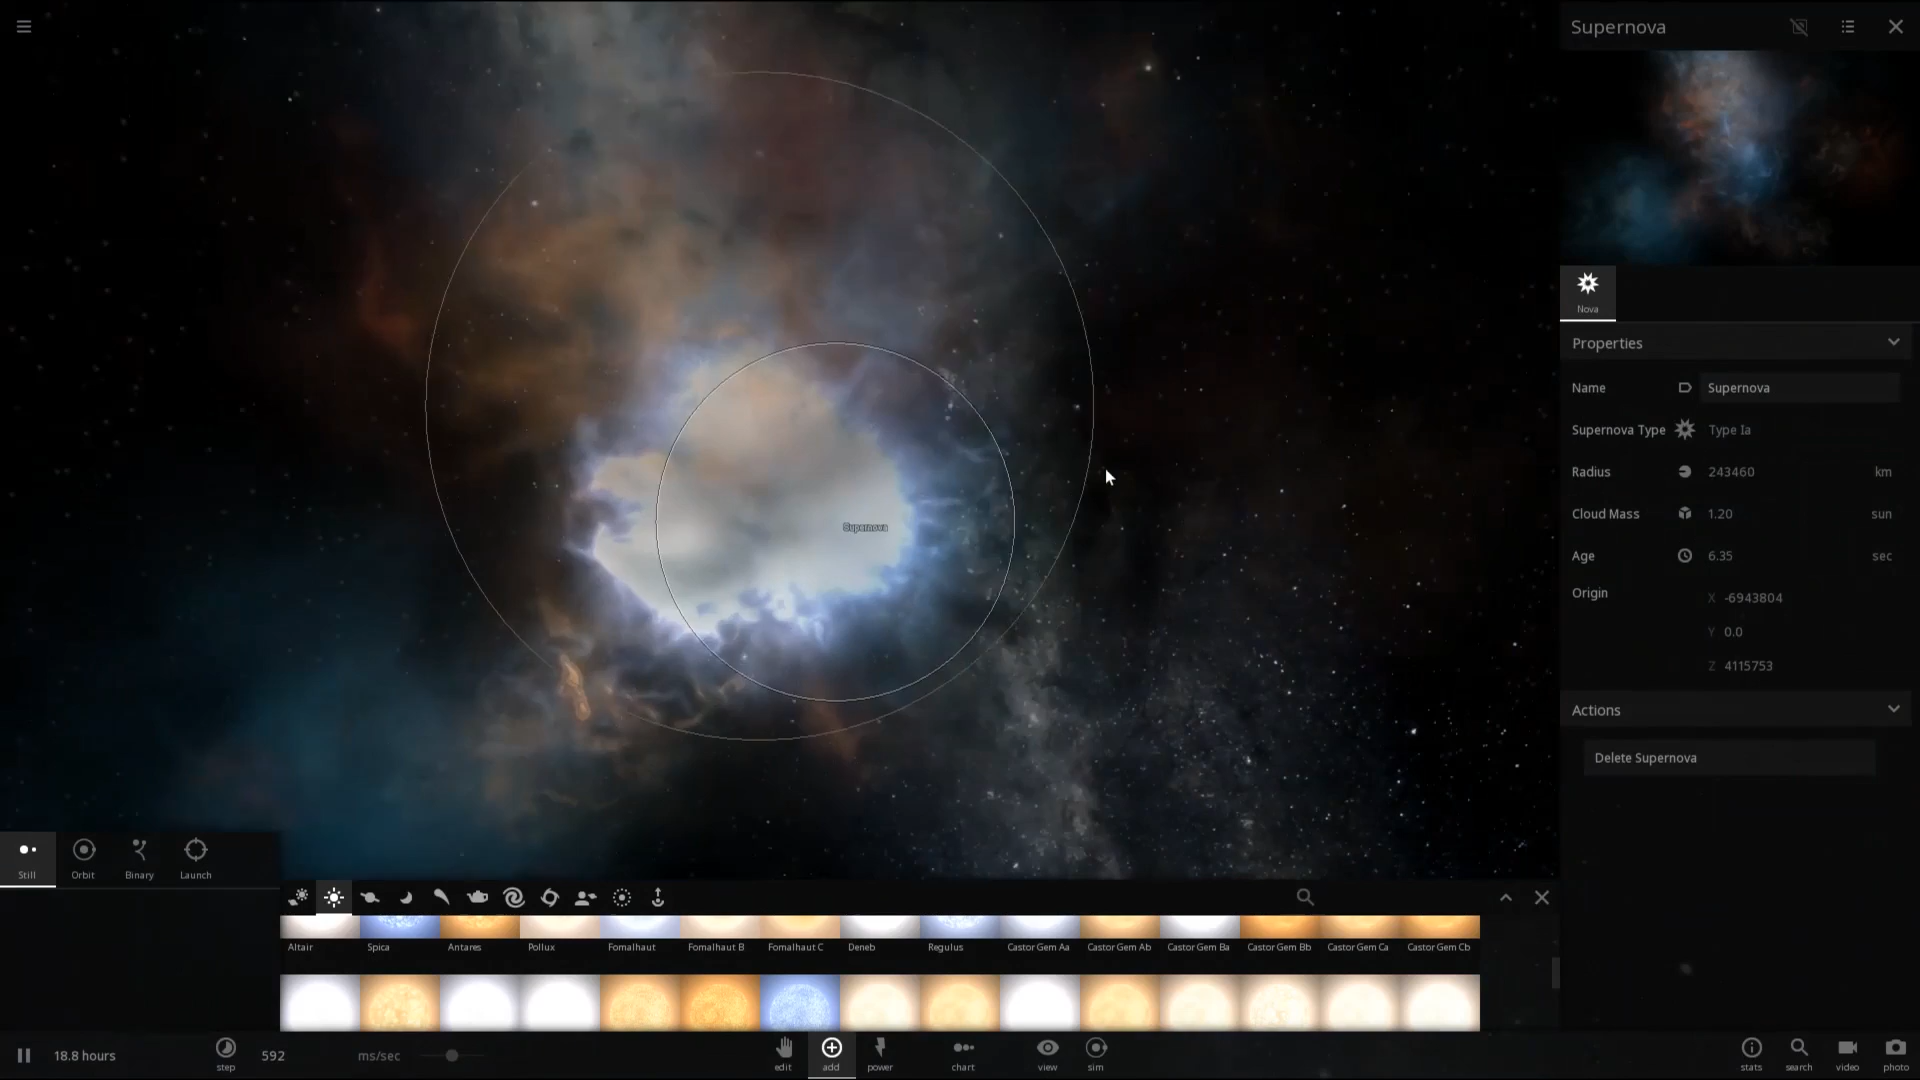 Supernova
Nova
Properties
Name Supernova
Supernova Type Type Ia
Radius 243460 km
Cloud Mass 1.20 sun
Age 6.35 sec
Origin X -6943804
Y 0.0
Z 4115753
Actions
Delete Supernova
Supernova
Still Orbit Binary Launch
Altair Spica Antares Pollux Fomalhaut Fomalhaut B Fomalhaut C Deneb Regulus Castor Gem Aa Castor Gem Ab Castor Gem Ba Castor Gem Bb Castor Gem Ca Castor Gem Cb
18.8 hours step 592 ms/sec edit add power chart view sim stats search video photo